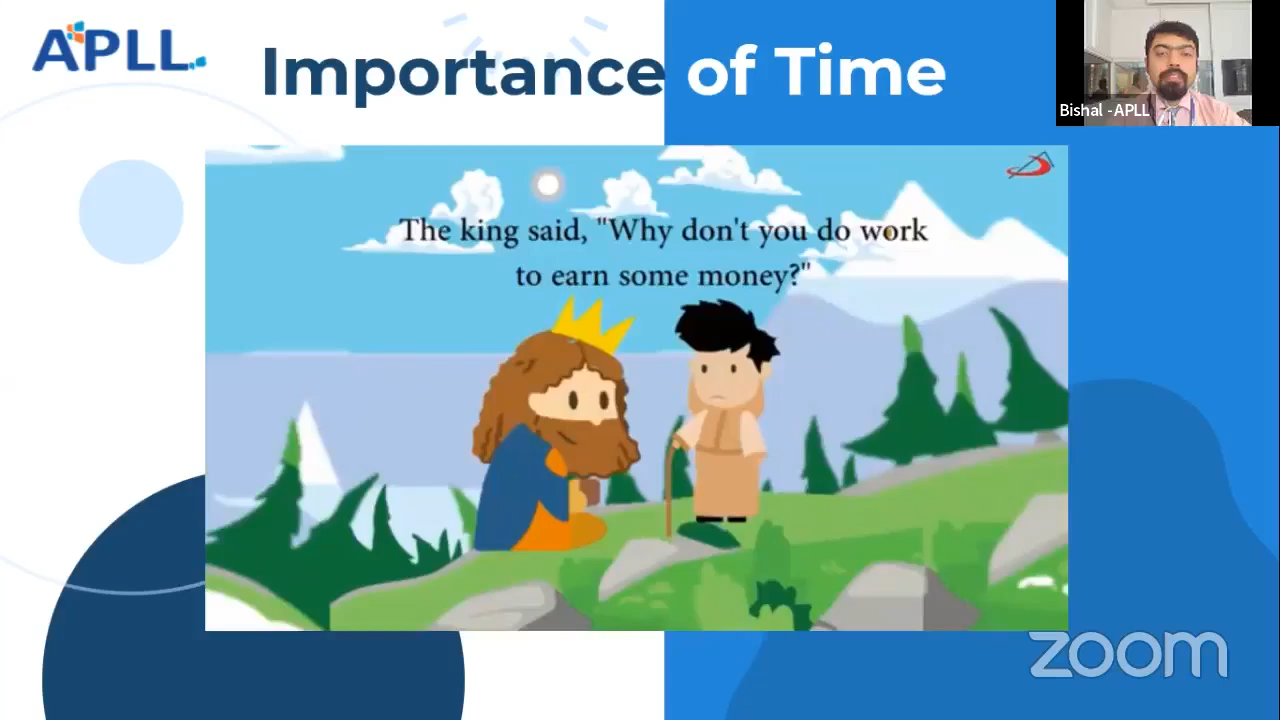 APLL
Importance of Time
Bishal -APLL
The king said, "Why don't you do work
to earn some money?"
zoom